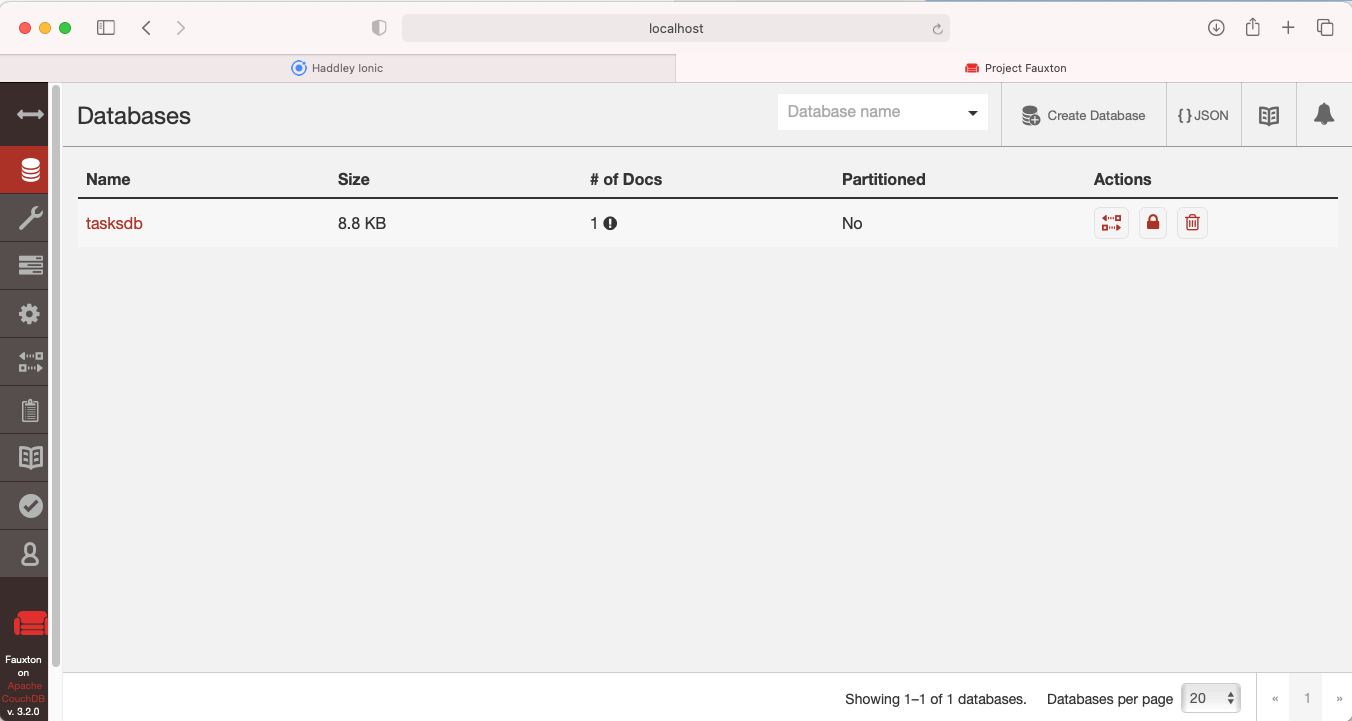 localhost
Haddley Ionic
Project Fauxton
Databases
Database name
Create Database
{ } JSON
Name Size # of Docs Partitioned Actions
tasksdb 8.8 KB 1 No
Fauxton
on
Apache
CouchDB
v. 3.2.0
Showing 1–1 of 1 databases. Databases per page 20 « 1 »